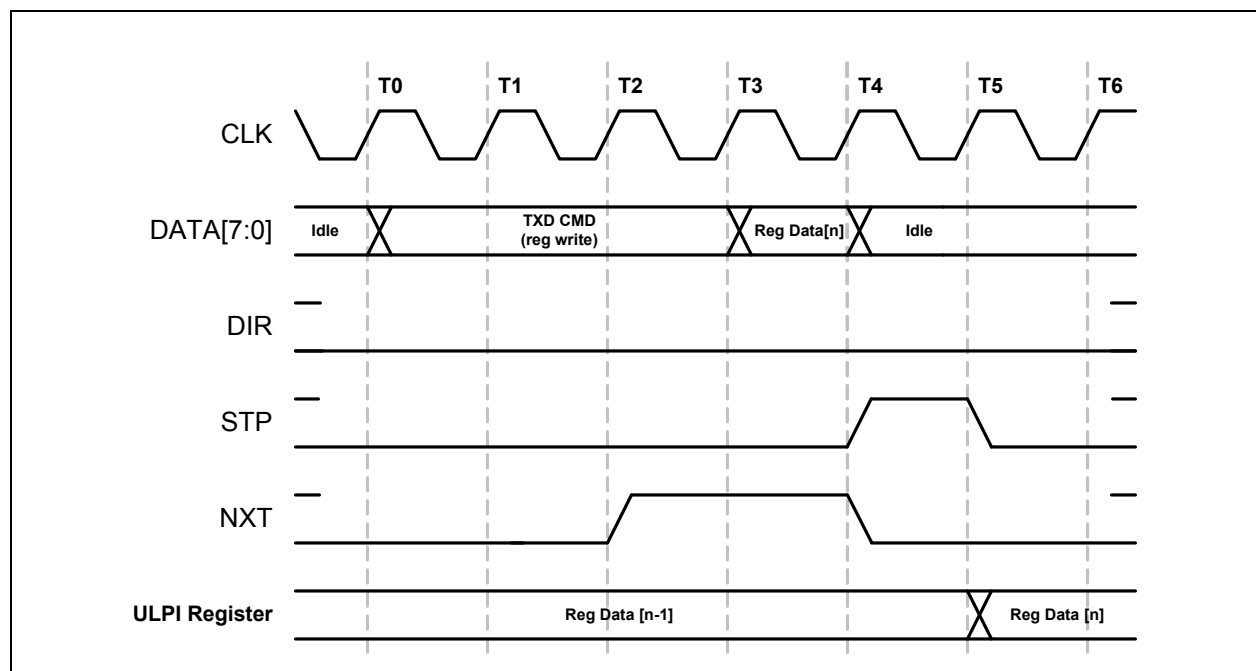 T0 T1 T2 T3 T4 T5 T6
CLK
DATA[7:0]
Idle
TXD CMD
(reg write)
Reg Data[n]
Idle
DIR
STP
NXT
ULPI Register
Reg Data [n-1]
Reg Data [n]